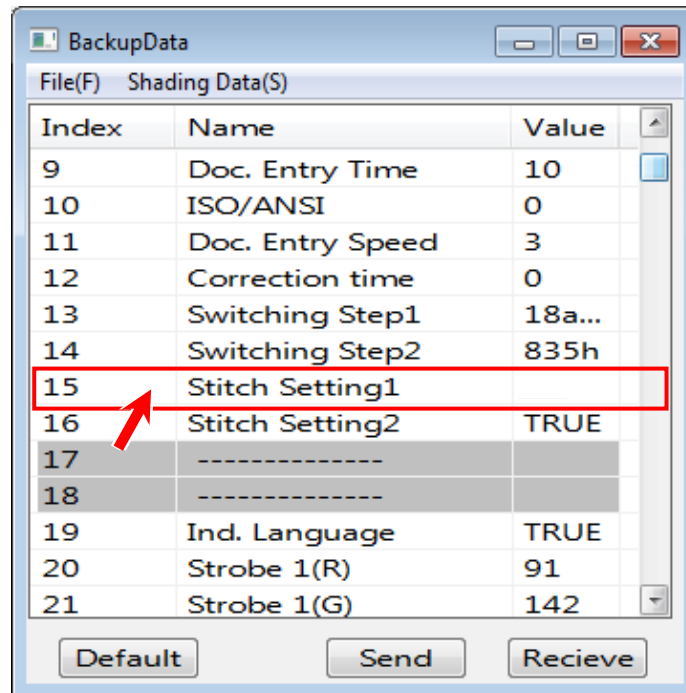 BackupData
File(F) Shading Data(S)
Index Name Value
9 Doc. Entry Time 10
10 ISO/ANSI 0
11 Doc. Entry Speed 3
12 Correction time 0
13 Switching Step1 18a...
14 Switching Step2 835h
15 Stitch Setting1
16 Stitch Setting2 TRUE
17 --------------
18 --------------
19 Ind. Language TRUE
20 Strobe 1(R) 91
21 Strobe 1(G) 142
Default Send Recieve